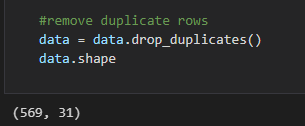 #remove duplicate rows
data = data.drop_duplicates()
data.shape
(569, 31)